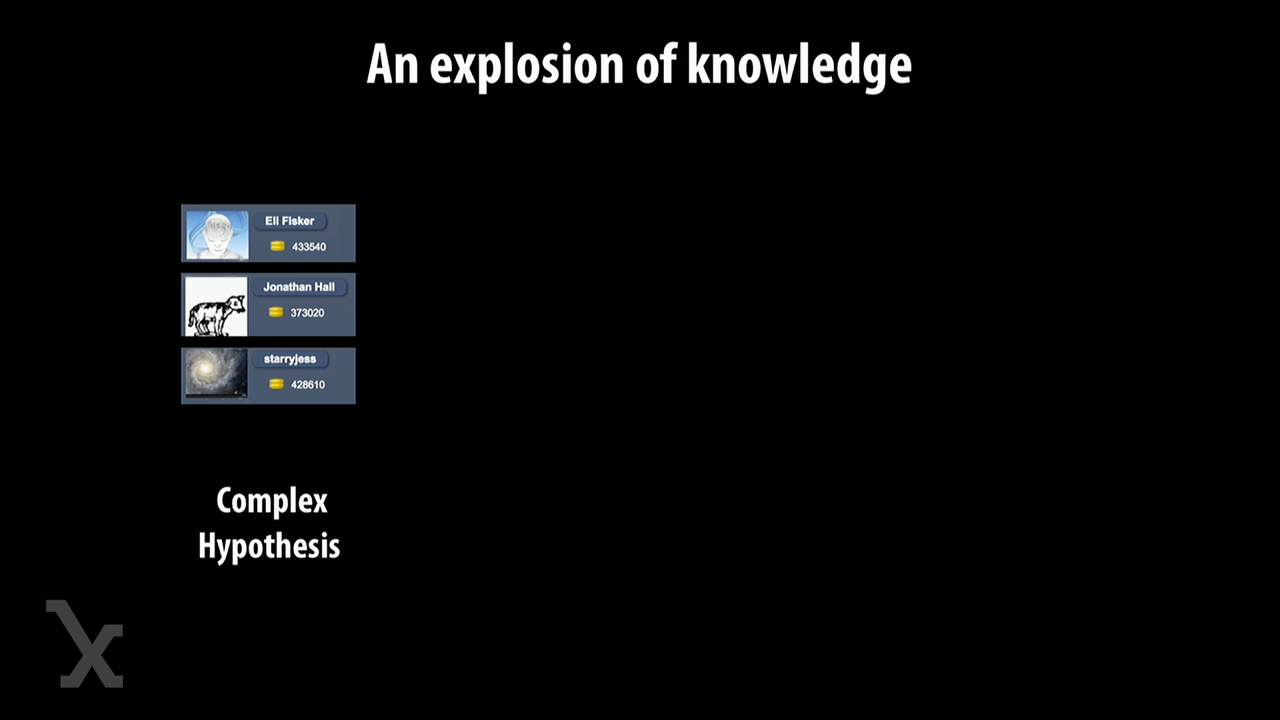 An explosion of knowledge
Eli Fisker
433540
Jonathan Hall
373020
starryjess
428610
Complex
Hypothesis